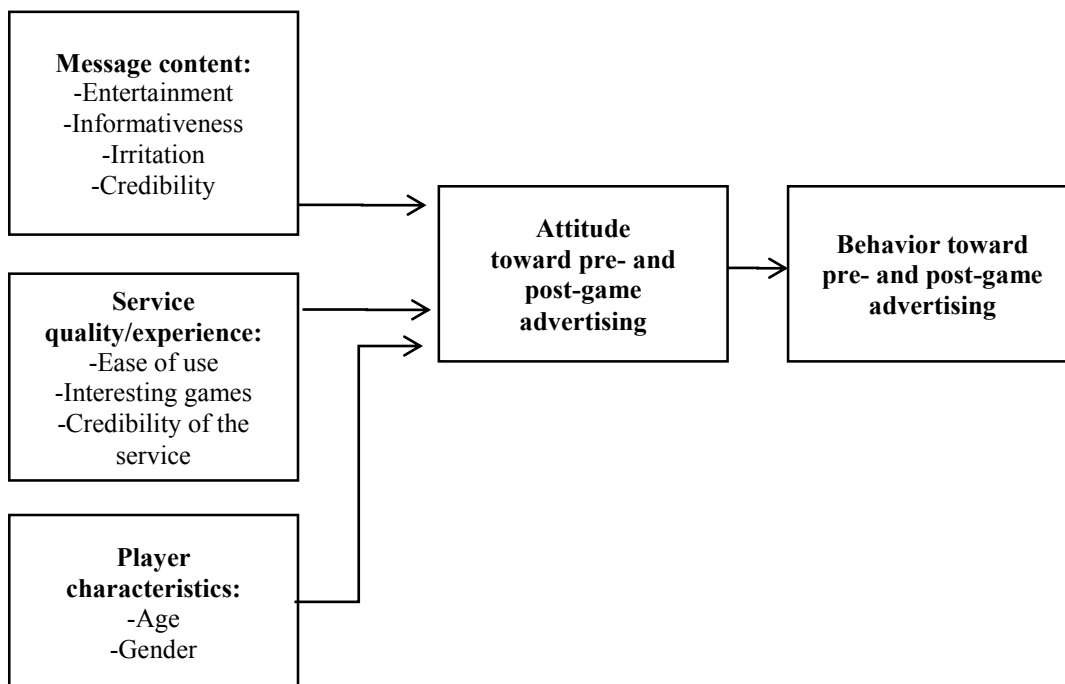 Message content:
-Entertainment
-Informativeness
-Irritation
-Credibility
Service
quality/experience:
-Ease of use
-Interesting games
-Credibility of the
service
Player
characteristics:
-Age
-Gender
Attitude
toward pre- and
post-game
advertising
Behavior toward
pre- and post-game
advertising